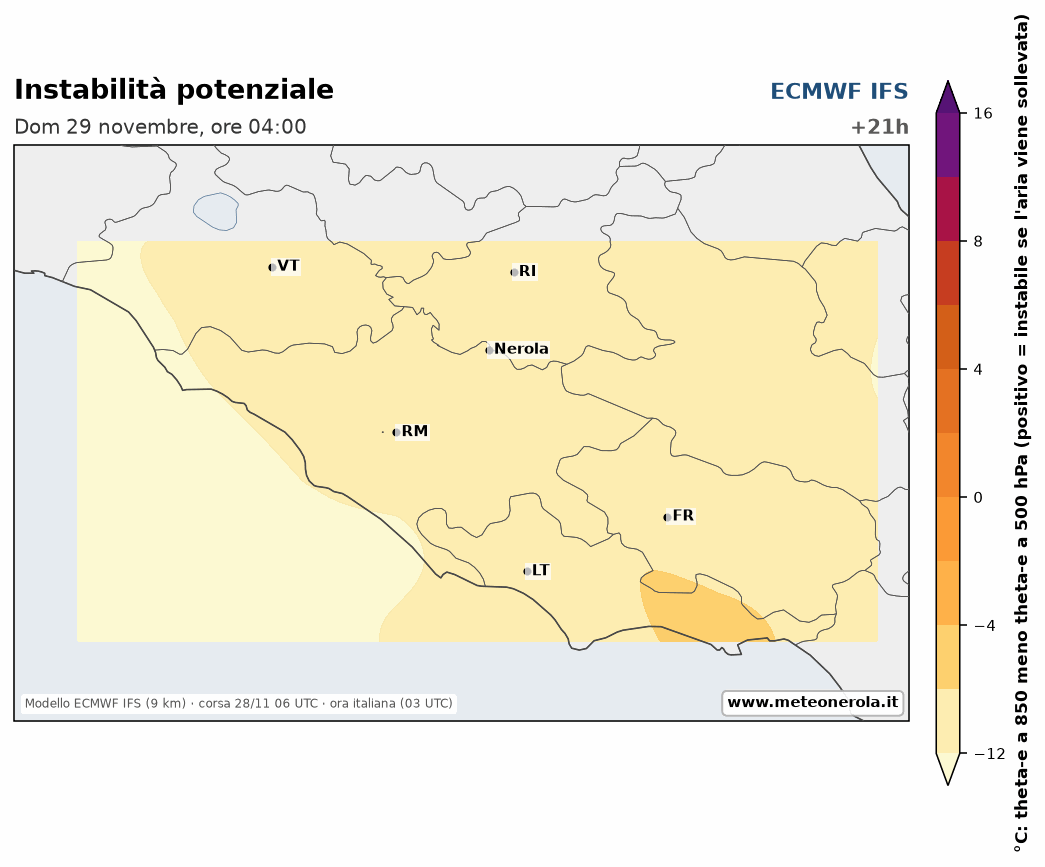 Instabilità potenziale
ECMWF IFS
Dom 29 novembre, ore 04:00
+21h
VT
RI
Nerola
RM
FR
LT
Modello ECMWF IFS (9 km) · corsa 28/11 06 UTC · ora italiana (03 UTC)
www.meteonerola.it
16
8
4
0
−4
−12
°C: theta-e a 850 meno theta-e a 500 hPa (positivo = instabile se l'aria viene sollevata)